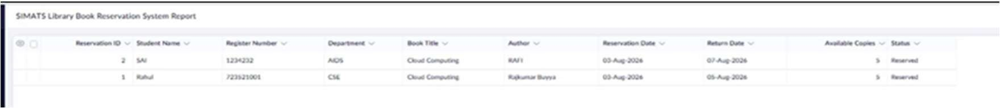 SIMATS Library Book Reservation System Report
Reservation ID Student Name Register Number Department Book Title Author Reservation Date Return Date Available Copies Status
2 SAI 1234232 AIDS Cloud Computing RAFI 03-Aug-2026 07-Aug-2026 5 Reserved
1 Rahul 723521001 CSE Cloud Computing Rajkumar Buyya 03-Aug-2026 05-Aug-2026 5 Reserved